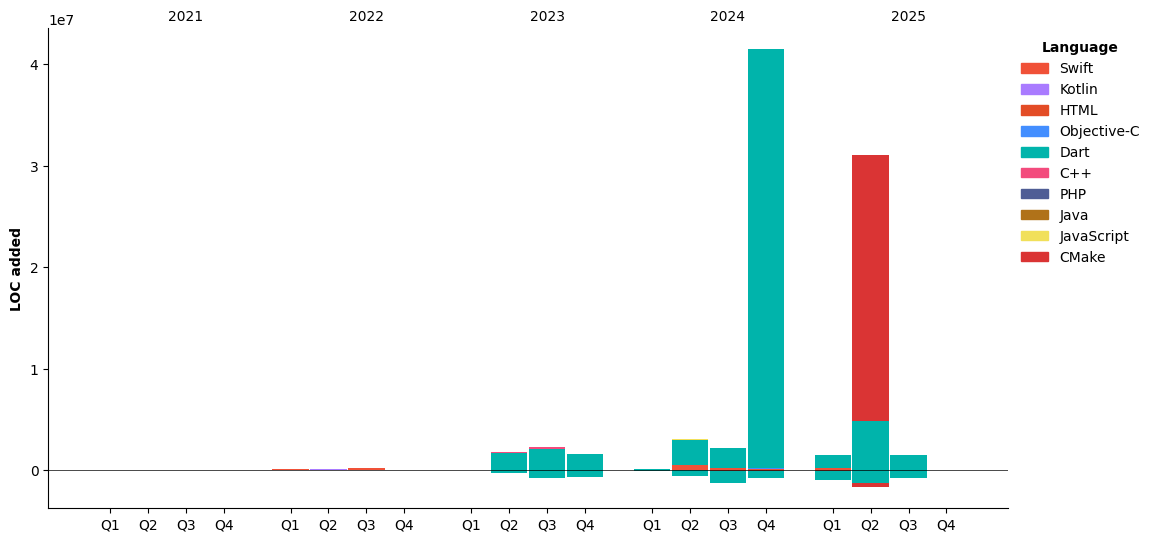 2021 2022 2023 2024 2025
1e7
Language
Swift
Kotlin
HTML
Objective-C
Dart
C++
PHP
Java
JavaScript
CMake
LOC added
4
3
2
1
0
Q1 Q2 Q3 Q4 Q1 Q2 Q3 Q4 Q1 Q2 Q3 Q4 Q1 Q2 Q3 Q4 Q1 Q2 Q3 Q4